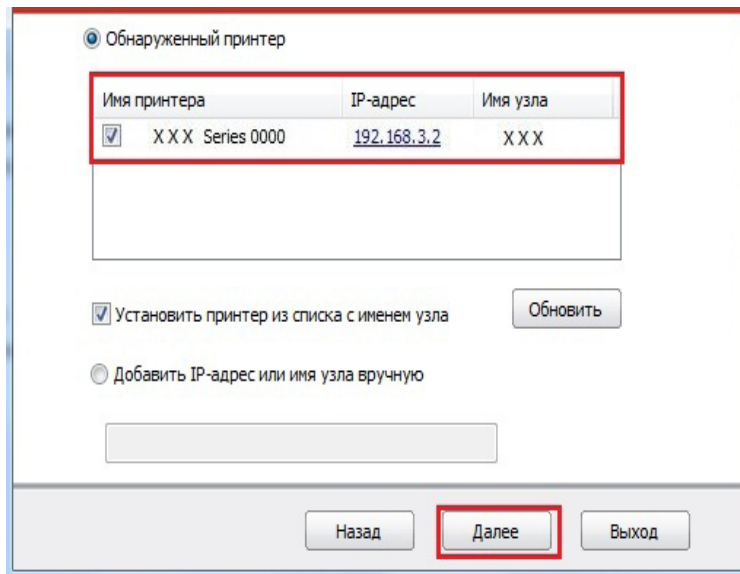 Обнаруженный принтер
Имя принтера IP-адрес Имя узла
X X X Series 0000 192.168.3.2 X X X
Установить принтер из списка с именем узла Обновить
Добавить IP-адрес или имя узла вручную
Назад Далее Выход